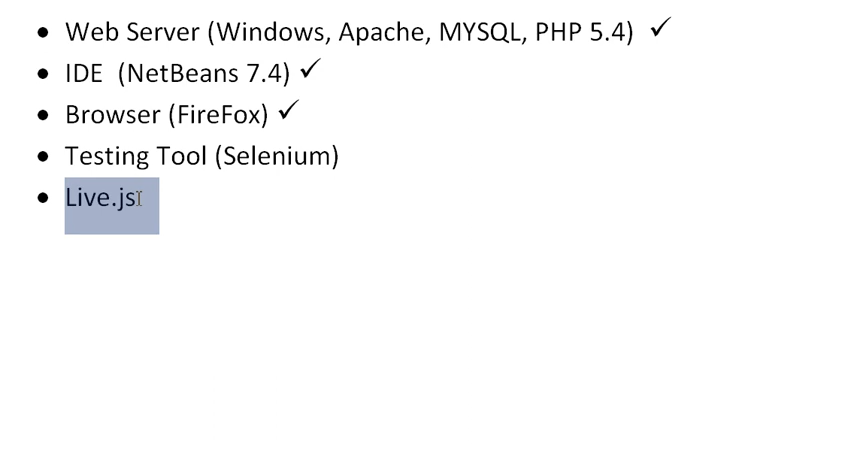 • Web Server (Windows, Apache, MYSQL, PHP 5.4) ✓
• IDE (NetBeans 7.4) ✓
• Browser (FireFox) ✓
• Testing Tool (Selenium)
• Live.js